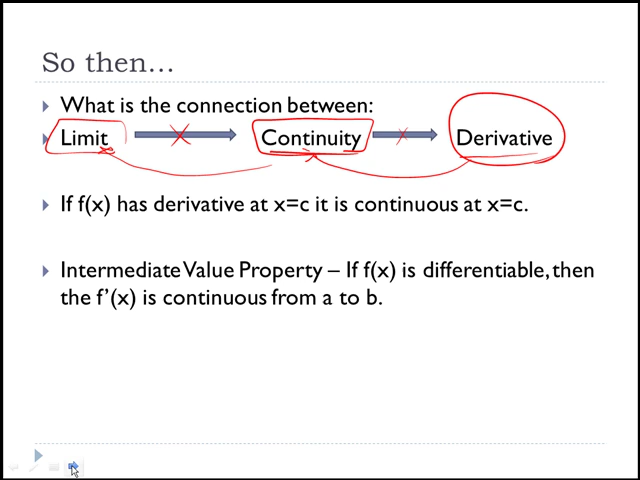 So then...
What is the connection between:
Limit Continuity Derivative
If f(x) has derivative at x=c it is continuous at x=c.
Intermediate Value Property – If f(x) is differentiable, then
the f'(x) is continuous from a to b.